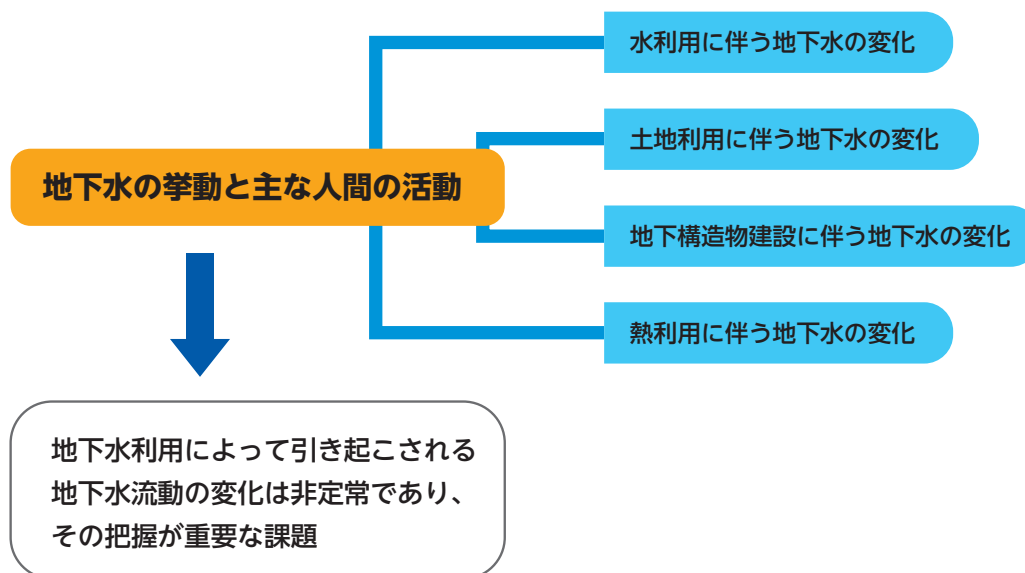 水利用に伴う地下水の変化
土地利用に伴う地下水の変化
地下水の挙動と主な人間の活動
地下構造物建設に伴う地下水の変化
熱利用に伴う地下水の変化
地下水利用によって引き起こされる
地下水流動の変化は非定常であり、
その把握が重要な課題